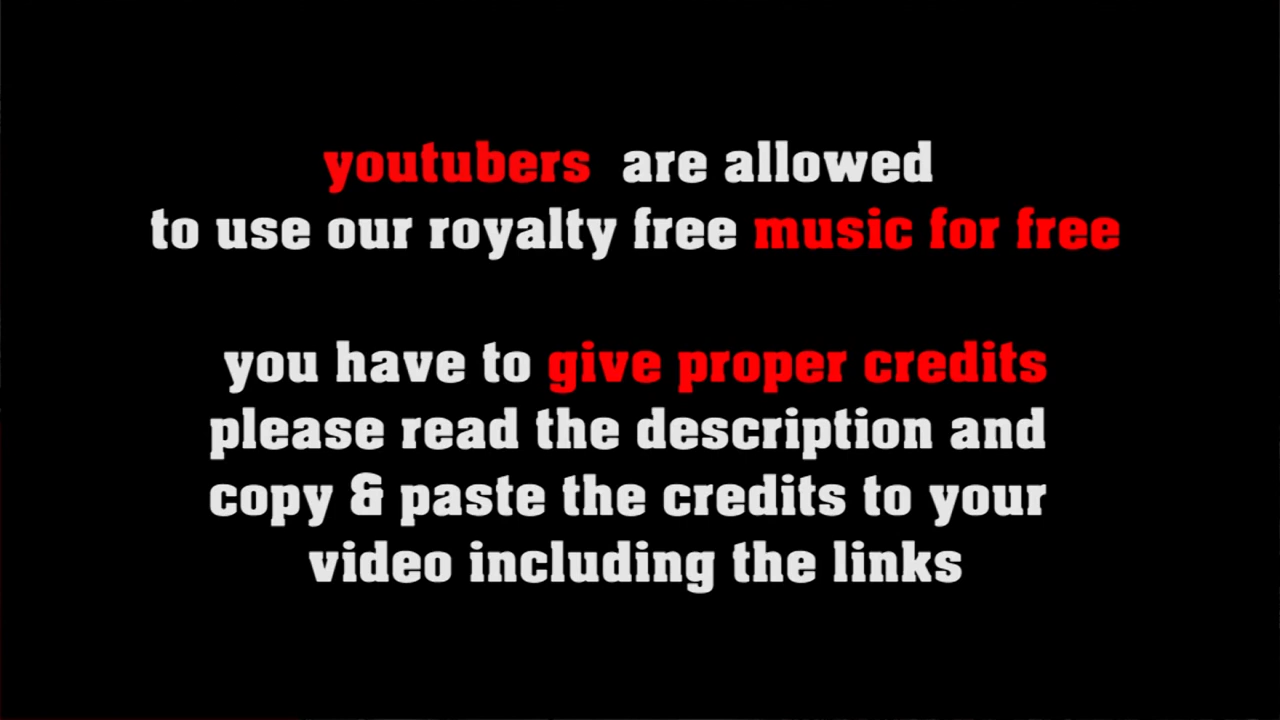 youtubers are allowed
to use our royalty free music for free
you have to give proper credits
please read the description and
copy & paste the credits to your
video including the links